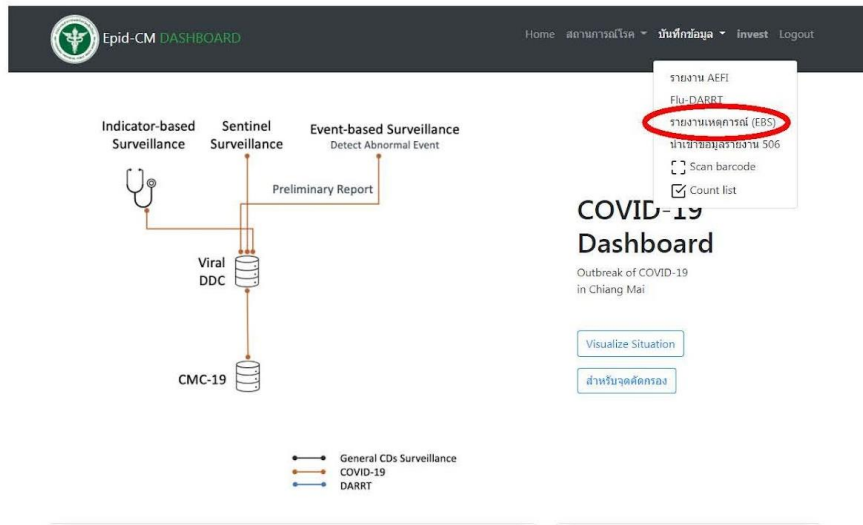 Epid-CM DASHBOARD
Home สถานการณ์โรค บันทึกข้อมูล invest Logout
รายงาน AEFI
Flu-DARRT
รายงานเหตุการณ์ (EBS)
นำเข้าข้อมูลรายงาน 506
Scan barcode
Count list
Indicator-based
Surveillance
Sentinel
Surveillance
Event-based Surveillance
Detect Abnormal Event
Preliminary Report
Viral
DDC
CMC-19
General CDs Surveillance
COVID-19
DARRT
COVID-19
Dashboard
Outbreak of COVID-19
in Chiang Mai
Visualize Situation
สำหรับจุดคัดกรอง